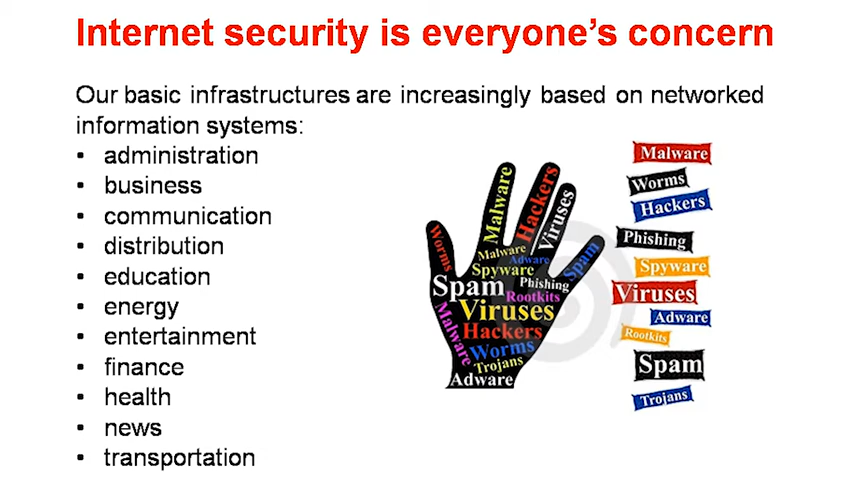 Internet security is everyone's concern
Our basic infrastructures are increasingly based on networked
information systems:
• administration
• business
• communication
• distribution
• education
• energy
• entertainment
• finance
• health
• news
• transportation
Worms
Malware
Hackers
Viruses
Spam
Malware
Adware
Spyware
Phishing
Spam
Rootkits
Viruses
Malware
Hackers
Worms
Trojans
Adware
Malware
Worms
Hackers
Phishing
Spyware
Viruses
Adware
Rootkits
Spam
Trojans